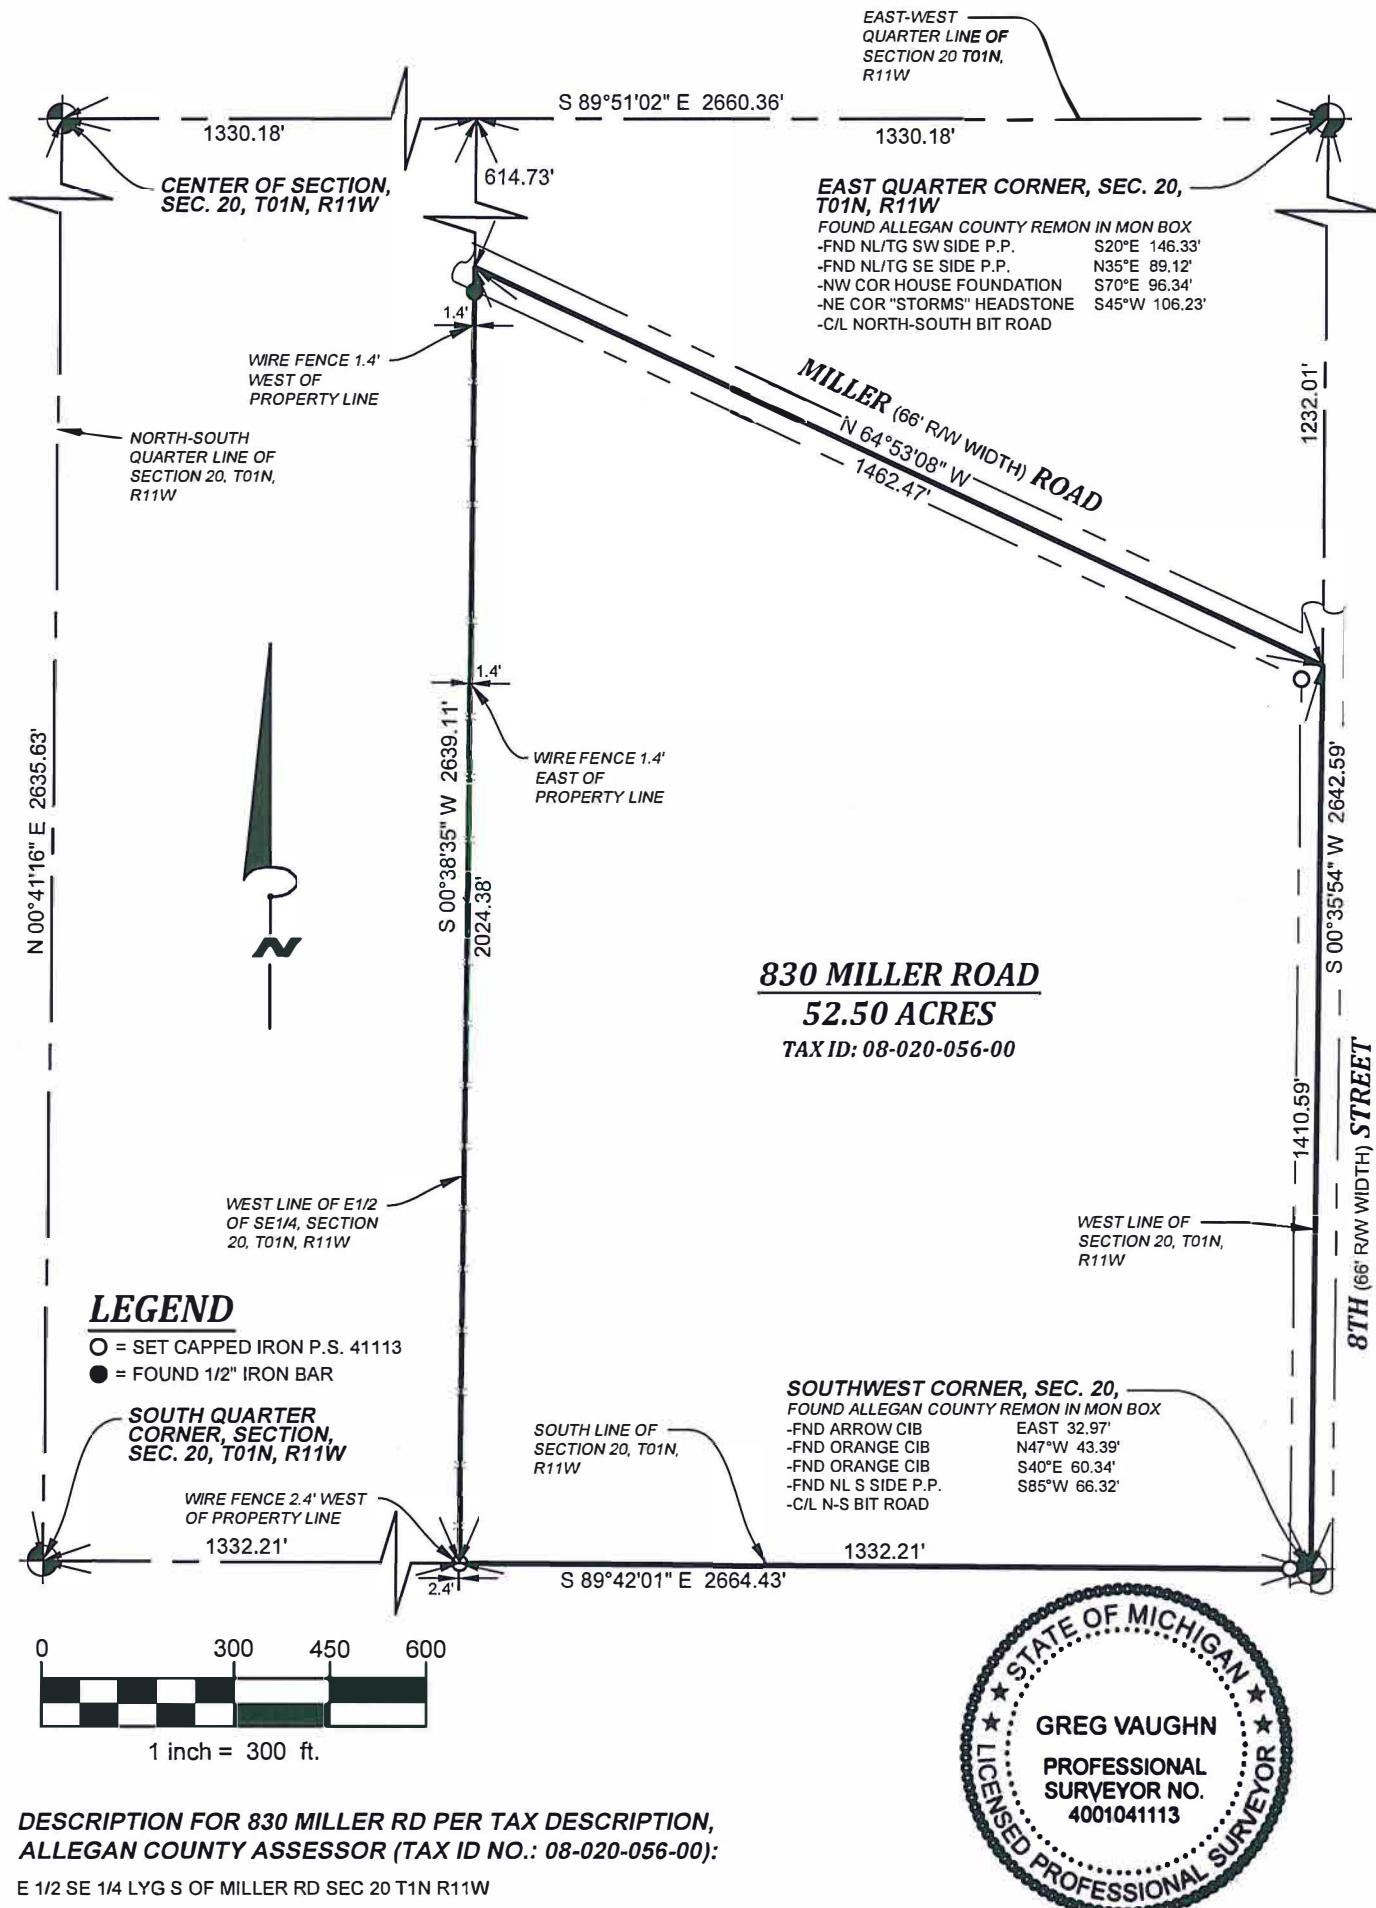 EAST-WEST
QUARTER LINE OF
SECTION 20 T01N,
R11W
S 89°51'02" E  2660.36'
1330.18'
1330.18'
614.73'
CENTER OF SECTION,
SEC. 20, T01N, R11W
EAST QUARTER CORNER, SEC. 20,
T01N, R11W
FOUND ALLEGAN COUNTY REMON IN MON BOX
-FND NL/TG SW SIDE P.P. S20°E 146.33'
-FND NL/TG SE SIDE P.P. N35°E 89.12'
-NW COR HOUSE FOUNDATION S70°E 96.34'
-NE COR "STORMS" HEADSTONE S45°W 106.23'
-C/L NORTH-SOUTH BIT ROAD
1.4'
WIRE FENCE 1.4'
WEST OF
PROPERTY LINE
MILLER (66' R/W WIDTH) ROAD
N 64°53'08" W
1462.47'
1232.01'
NORTH-SOUTH
QUARTER LINE OF
SECTION 20, T01N,
R11W
1.4'
WIRE FENCE 1.4'
EAST OF
PROPERTY LINE
N 00°41'16" E  2635.63'
S 00°38'35" W  2639.11'
2024.38'
S 00°35'54" W  2642.59'
N
830 MILLER ROAD
52.50 ACRES
TAX ID: 08-020-056-00
1410.59'
8TH (66' R/W WIDTH) STREET
WEST LINE OF E1/2
OF SE1/4, SECTION
20, T01N, R11W
WEST LINE OF
SECTION 20, T01N,
R11W
LEGEND
= SET CAPPED IRON P.S. 41113
= FOUND 1/2" IRON BAR
SOUTH QUARTER
CORNER, SECTION,
SEC. 20, T01N, R11W
SOUTH LINE OF
SECTION 20, T01N,
R11W
SOUTHWEST CORNER, SEC. 20,
FOUND ALLEGAN COUNTY REMON IN MON BOX
-FND ARROW CIB EAST 32.97'
-FND ORANGE CIB N47°W 43.39'
-FND ORANGE CIB S40°E 60.34'
-FND NL S SIDE P.P. S85°W 66.32'
-C/L N-S BIT ROAD
WIRE FENCE 2.4' WEST
OF PROPERTY LINE
1332.21'
2.4'
1332.21'
S 89°42'01" E  2664.43'
0 300 450 600
1 inch = 300 ft.
STATE OF MICHIGAN
GREG VAUGHN
PROFESSIONAL
SURVEYOR NO.
4001041113
LICENSED PROFESSIONAL SURVEYOR
DESCRIPTION FOR 830 MILLER RD PER TAX DESCRIPTION,
ALLEGAN COUNTY ASSESSOR (TAX ID NO.: 08-020-056-00):
E 1/2 SE 1/4 LYG S OF MILLER RD SEC 20 T1N R11W